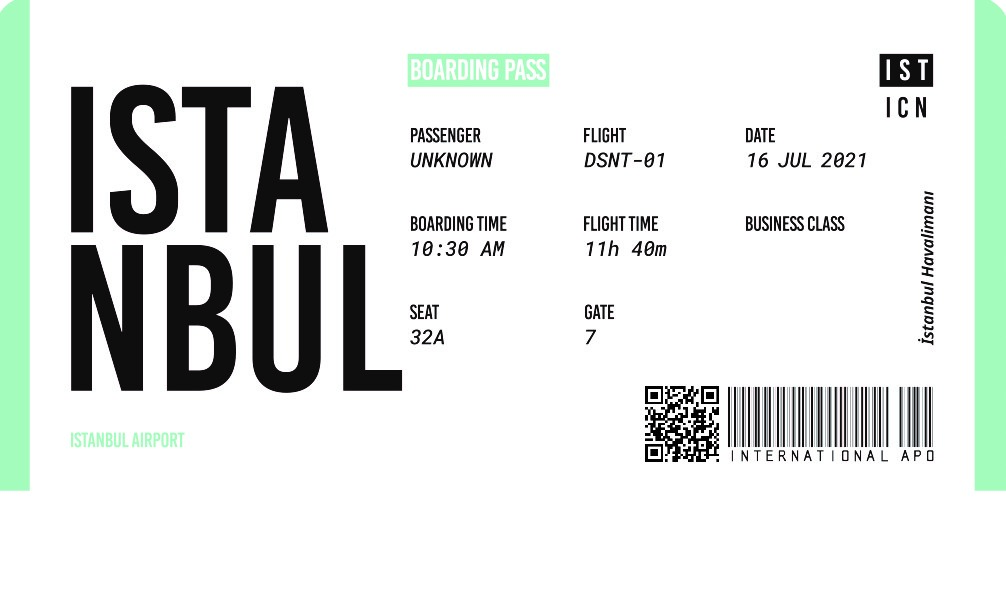 ISTA
NBUL
ISTANBUL AIRPORT
BOARDING PASS
PASSENGER
UNKNOWN
FLIGHT
DSNT-01
DATE
16 JUL 2021
BOARDING TIME
10:30 AM
FLIGHT TIME
11h 40m
BUSINESS CLASS
SEAT
32A
GATE
7
IST
ICN
İstanbul Havalimanı
INTERNATIONAL APO